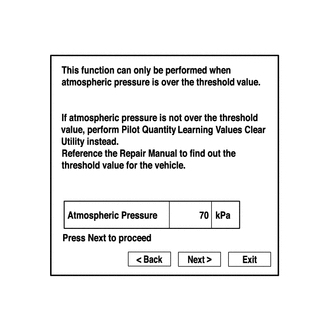 This function can only be performed when
atmospheric pressure is over the threshold value.
If atmospheric pressure is not over the threshold
value, perform Pilot Quantity Learning Values Clear
Utility instead.
Reference the Repair Manual to find out the
threshold value for the vehicle.
Atmospheric Pressure 70 kPa
Press Next to proceed
< Back Next > Exit